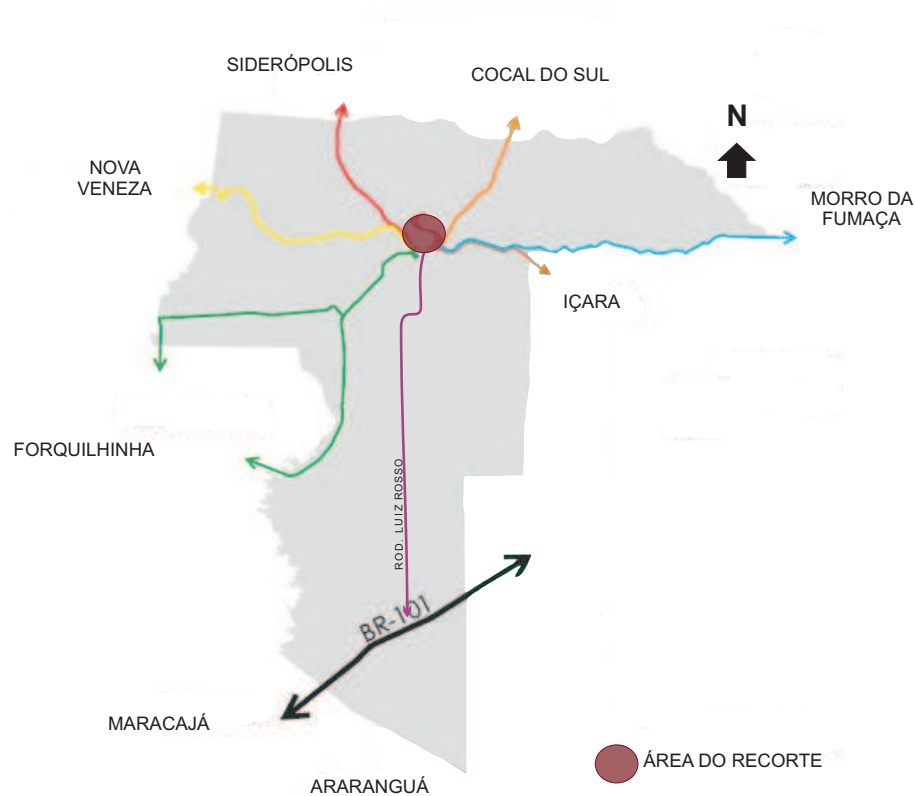 SIDERÓPOLIS
COCAL DO SUL
N
NOVA
VENEZA
MORRO DA
FUMAÇA
IÇARA
FORQUILHINHA
ROD. LUIZ ROSSO
BR-101
MARACAJÁ
ÁREA DO RECORTE
ARARANGUÁ